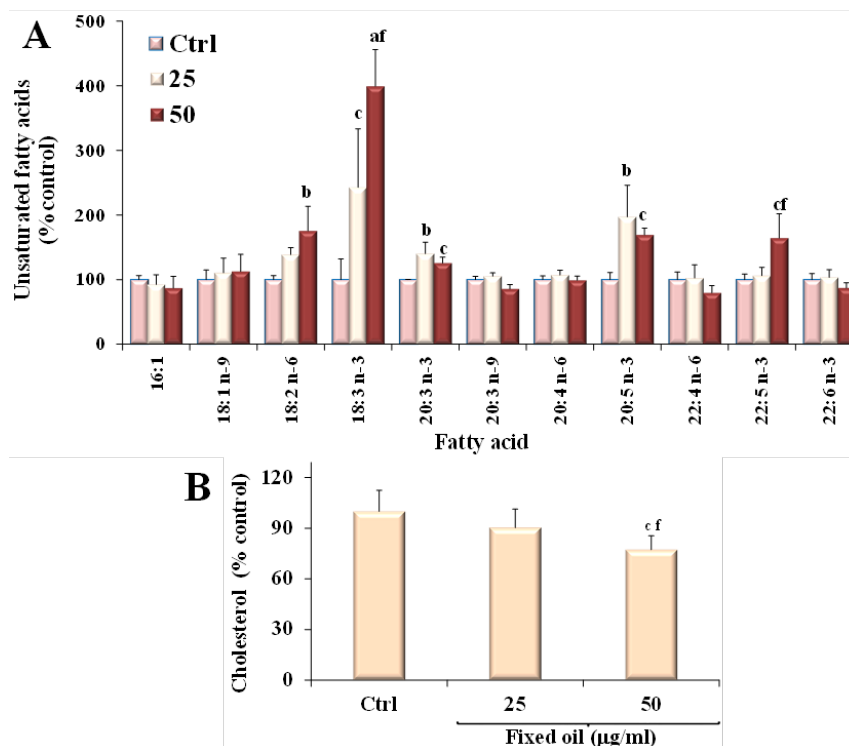 A
Unsaturated fatty acids
(% control)
500
400
300
200
100
0
Ctrl
25
50
b
c
af
b
c
b
c
cf
16:1
18:1 n-9
18:2 n-6
18:3 n-3
20:3 n-3
20:3 n-9
20:4 n-6
20:5 n-3
22:4 n-6
22:5 n-3
22:6 n-3
Fatty acid
B
Cholesterol (% control)
120
90
60
30
0
c f
Ctrl 25 50
Fixed oil (µg/ml)